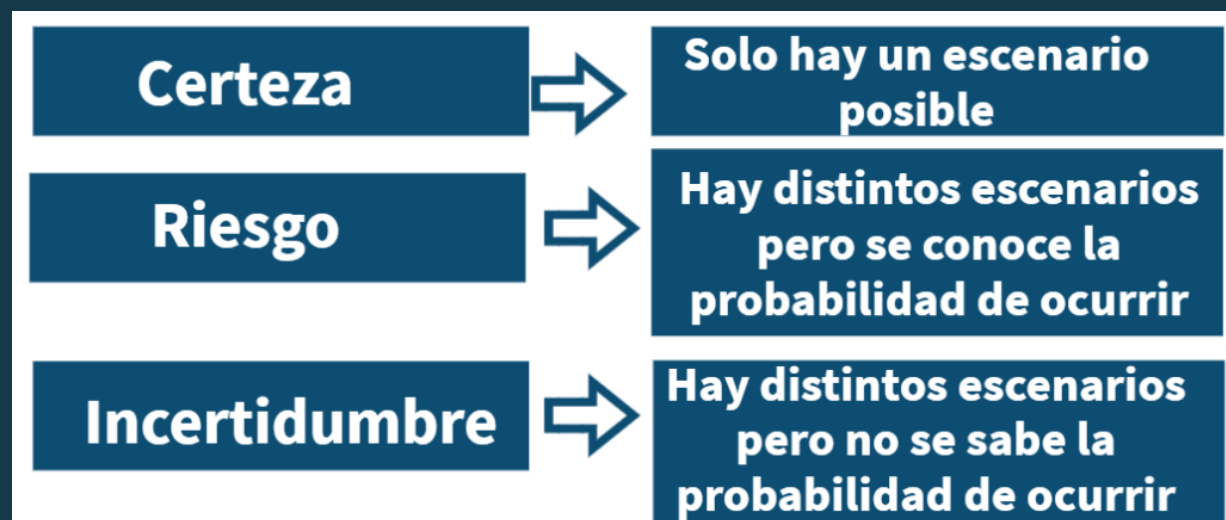 Certeza
Solo hay un escenario
posible
Riesgo
Hay distintos escenarios
pero se conoce la
probabilidad de ocurrir
Incertidumbre
Hay distintos escenarios
pero no se sabe la
probabilidad de ocurrir